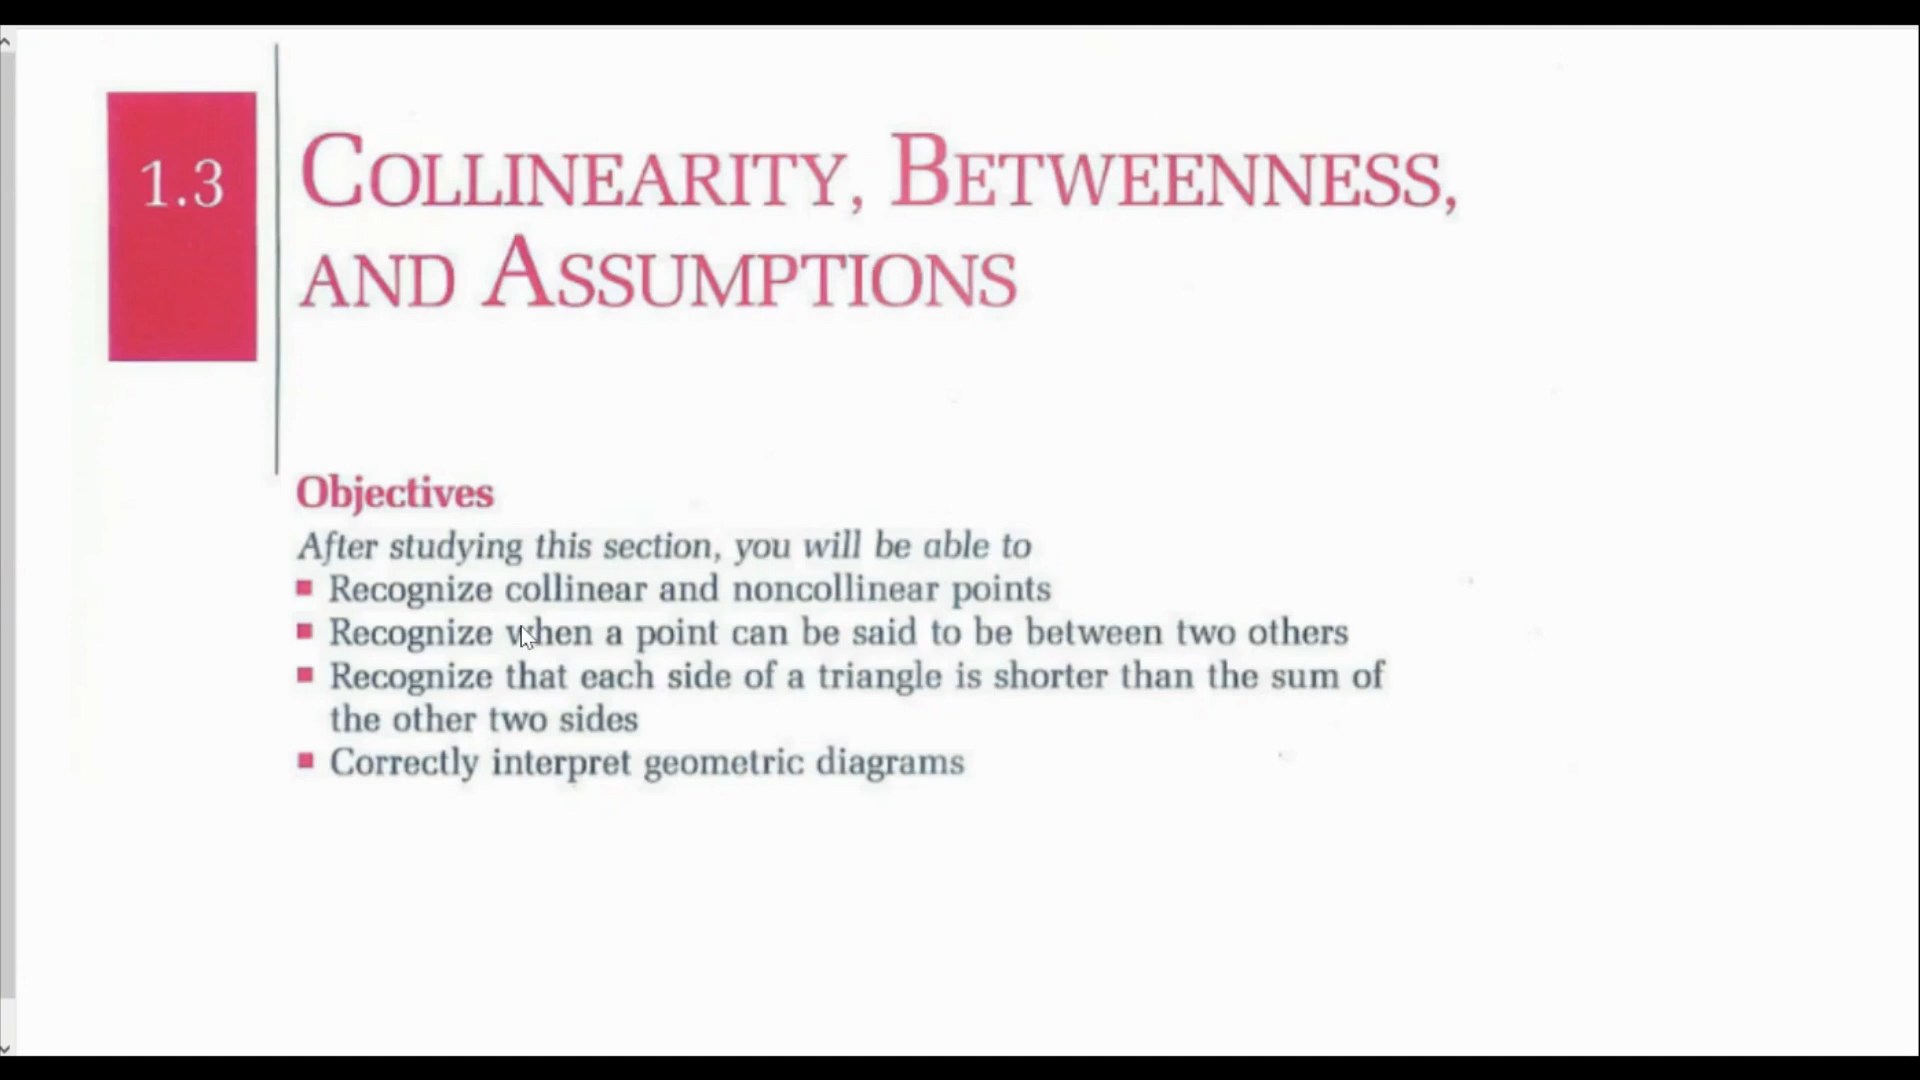 1.3
COLLINEARITY, BETWEENNESS,
AND ASSUMPTIONS
Objectives
After studying this section, you will be able to
■ Recognize collinear and noncollinear points
■ Recognize when a point can be said to be between two others
■ Recognize that each side of a triangle is shorter than the sum of
the other two sides
■ Correctly interpret geometric diagrams